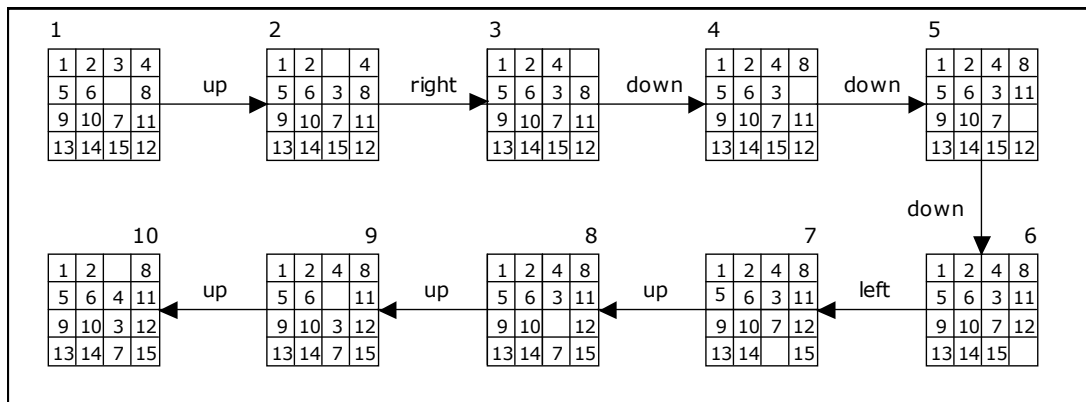 1 2 3 4 5
1 2 3 4 1 2 4 1 2 4 1 2 4 8 1 2 4 8
up right down down
5 6 8 5 6 3 8 5 6 3 8 5 6 3 5 6 3 11
9 10 7 11 9 10 7 11 9 10 7 11 9 10 7 11 9 10 7
13 14 15 12 13 14 15 12 13 14 15 12 13 14 15 12 13 14 15 12
down
10 9 8 7 6
1 2 8 1 2 4 8 1 2 4 8 1 2 4 8 1 2 4 8
up up up left
5 6 4 11 5 6 11 5 6 3 11 5 6 3 11 5 6 3 11
9 10 3 12 9 10 3 12 9 10 12 9 10 7 12 9 10 7 12
13 14 7 15 13 14 7 15 13 14 7 15 13 14 15 13 14 15